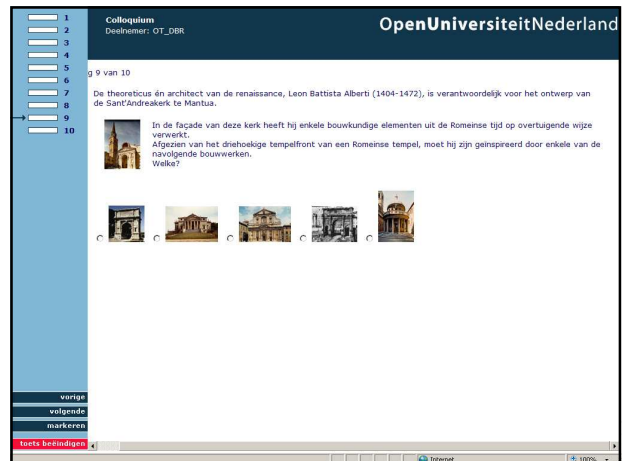 Colloquium
Deelnemer: OT_DBR
OpenUniversiteitNederland
1
2
3
4
5
6
7
8
9
10
g 9 van 10
De theoreticus én architect van de renaissance, Leon Battista Alberti (1404-1472), is verantwoordelijk voor het ontwerp van
de Sant'Andreakerk te Mantua.
In de façade van deze kerk heeft hij enkele bouwkundige elementen uit de Romeinse tijd op overtuigende wijze
verwerkt.
Afgezien van het driehoekige tempelfront van een Romeinse tempel, moet hij zijn geïnspireerd door enkele van de
navolgende bouwwerken.
Welke?
vorige
volgende
markeren
toets beëindigen
Internet
100%